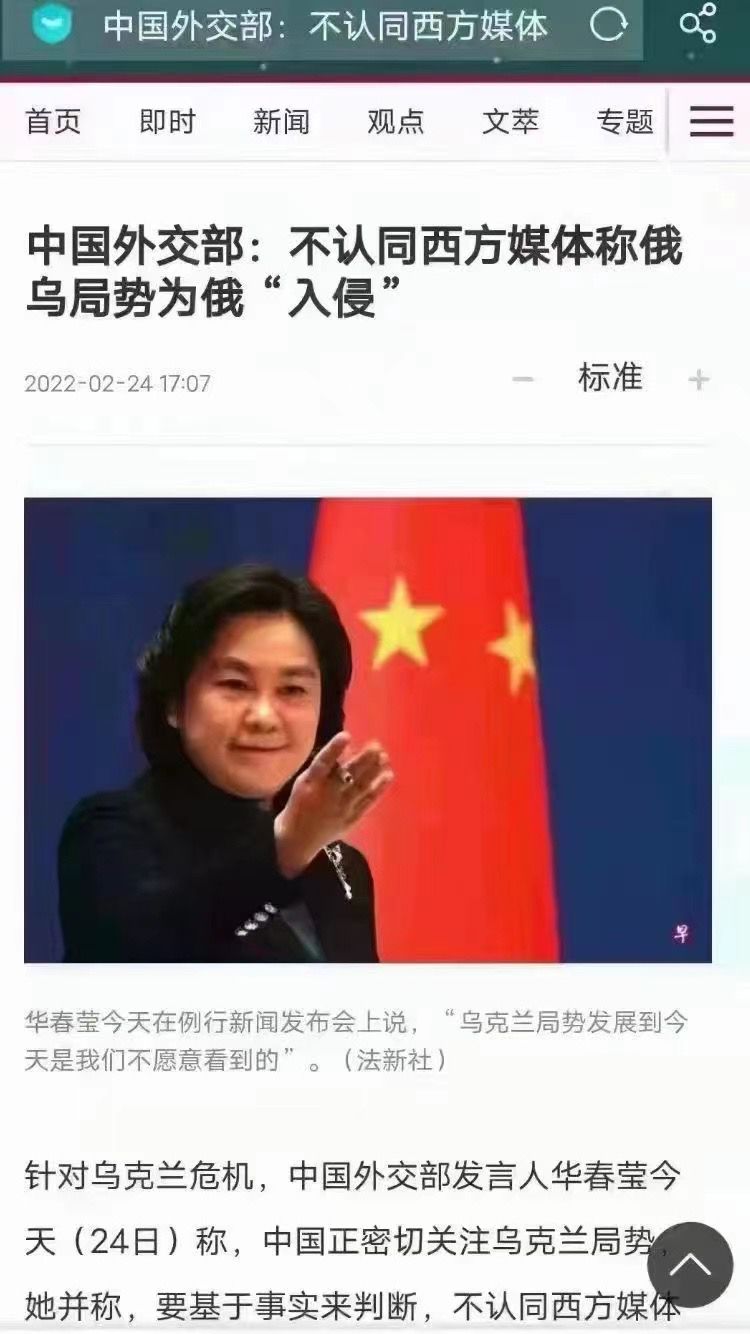 中国外交部：不认同西方媒体
首页 即时 新闻 观点 文萃 专题
中国外交部：不认同西方媒体称俄
乌局势为俄“入侵”
2022-02-24 17:07
− 标准 +
早
华春莹今天在例行新闻发布会上说，“乌克兰局势发展到今
天是我们不愿意看到的”。（法新社）
针对乌克兰危机，中国外交部发言人华春莹今
天（24日）称，中国正密切关注乌克兰局势，
她并称，要基于事实来判断，不认同西方媒体